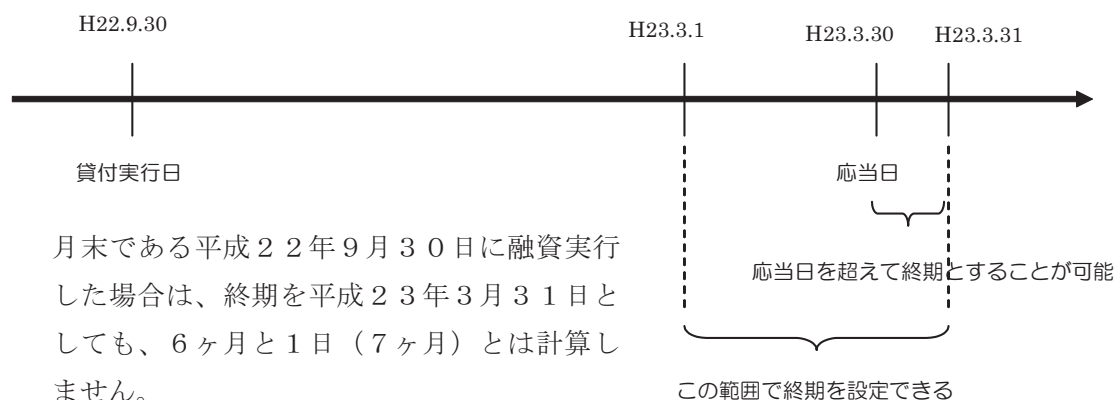 H22.9.30
H23.3.1
H23.3.30
H23.3.31
貸付実行日
応当日
月末である平成２２年９月３０日に融資実行
した場合は、終期を平成２３年３月３１日と
しても、６ヶ月と１日（７ヶ月）とは計算し
ません。
応当日を超えて終期とすることが可能
この範囲で終期を設定できる